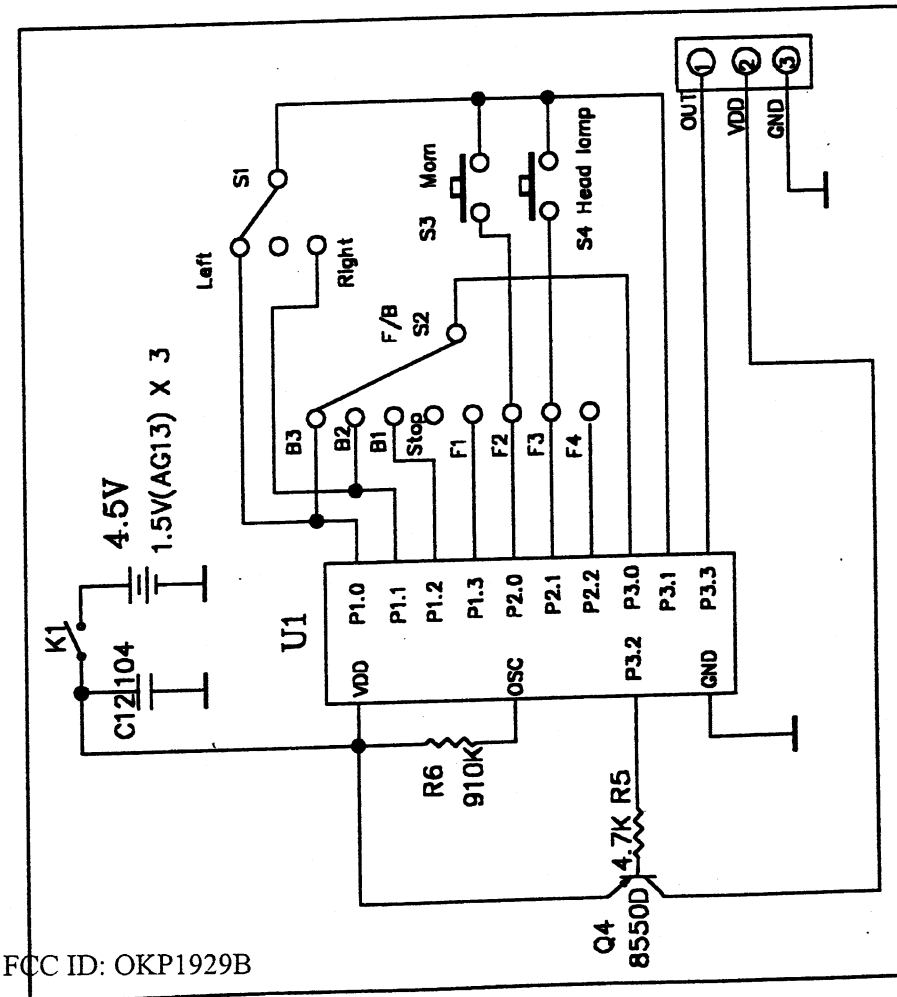 OUT
VDD
GND
1
2
3
S1
Left
Right
S3 Mom
S4 Head lamp
F/B
S2
B3
B2
B1
Stop
F1
F2
F3
F4
4.5V
1.5V(AG13) X 3
K1
C12 104
U1
P1.0
P1.1
P1.2
P1.3
P2.0
P2.1
P2.2
P3.0
P3.1
P3.3
VDD
OSC
P3.2
GND
R6
910K
4.7K R5
Q4
8550D
FCC ID: OKP1929B